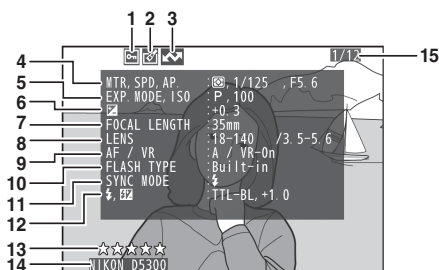 1 2 3
1/12 15
4 MTR, SPD, AP. : 1/125 , F5.6
5 EXP. MODE, ISO : P , 100
6 : +0.3
7 FOCAL LENGTH : 35mm
8 LENS : 18-140 /3.5-5.6
9 AF / VR : A / VR-On
10 FLASH TYPE : Built-in
11 SYNC MODE :
12 , : TTL-BL, +1.0
13
14 NIKON D5300